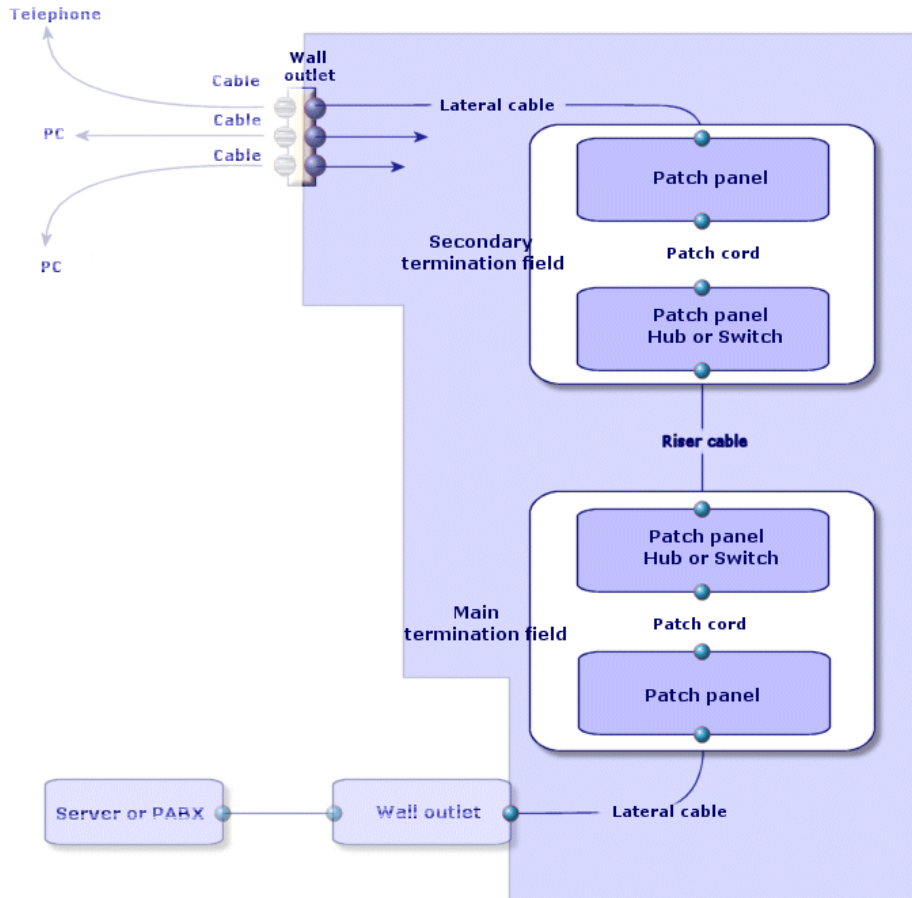 Telephone
Wall
outlet
Cable
Lateral cable
Cable
PC
Cable
Patch panel
Secondary
termination field
Patch cord
PC
Patch panel
Hub or Switch
Riser cable
Patch panel
Hub or Switch
Main
termination field
Patch cord
Patch panel
Server or PABX
Wall outlet
Lateral cable